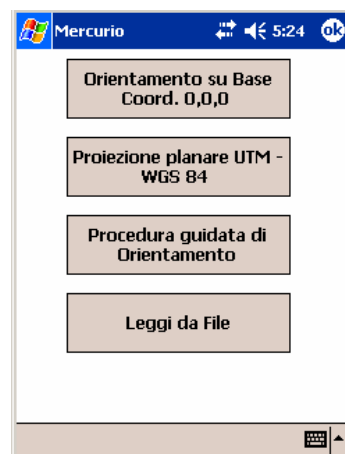 Mercurio 5:24 ok
Orientamento su Base
Coord. 0,0,0
Proiezione planare UTM -
WGS 84
Procedura guidata di
Orientamento
Leggi da File